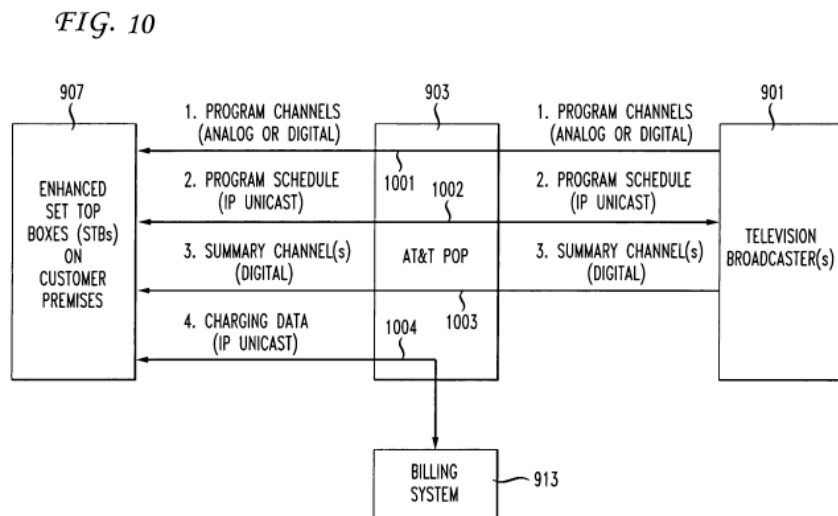 FIG. 10
907
903
901
1. PROGRAM CHANNELS
(ANALOG OR DIGITAL)
1. PROGRAM CHANNELS
(ANALOG OR DIGITAL)
1001
2. PROGRAM SCHEDULE
(IP UNICAST)
1002
2. PROGRAM SCHEDULE
(IP UNICAST)
ENHANCED
SET TOP
BOXES (STBs)
ON
CUSTOMER
PREMISES
3. SUMMARY CHANNEL(s)
(DIGITAL)
AT&T POP
3. SUMMARY CHANNEL(s)
(DIGITAL)
TELEVISION
BROADCASTER(s)
1003
4. CHARGING DATA
(IP UNICAST)
1004
BILLING
SYSTEM
913